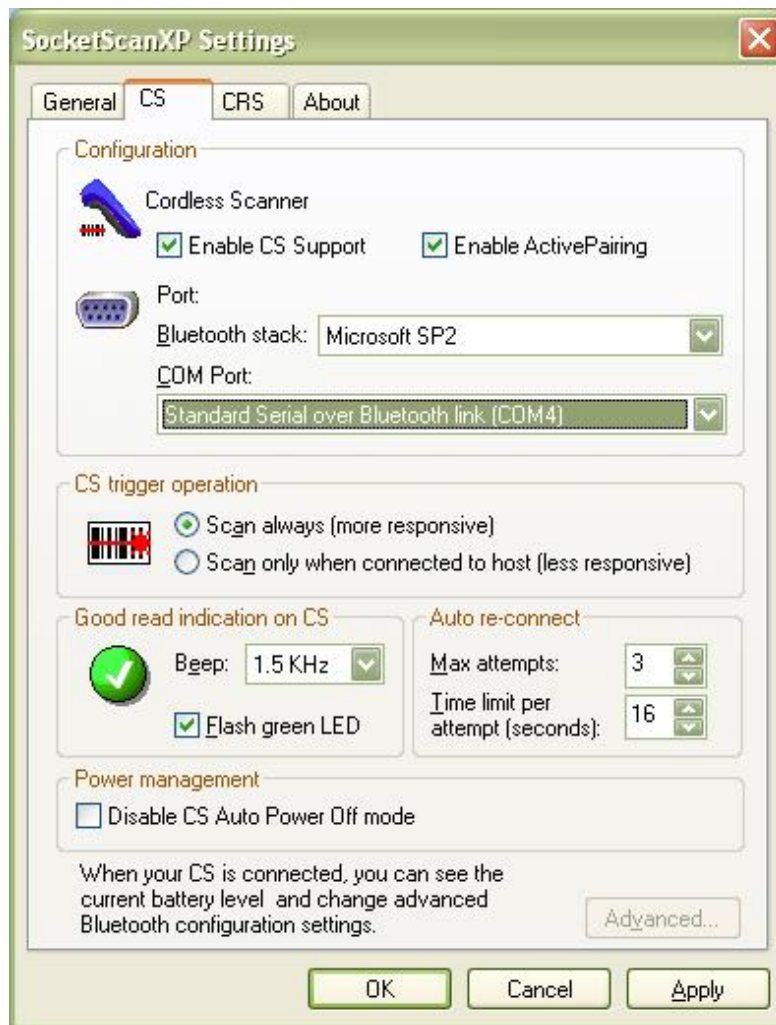 SocketScanXP Settings
General CS CRS About
Configuration
Cordless Scanner
Enable CS Support Enable ActivePairing
Port:
Bluetooth stack: Microsoft SP2
COM Port:
Standard Serial over Bluetooth link (COM4)
CS trigger operation
Scan always (more responsive)
Scan only when connected to host (less responsive)
Good read indication on CS
Beep: 1.5 KHz
Flash green LED
Auto re-connect
Max attempts: 3
Time limit per
attempt (seconds): 16
Power management
Disable CS Auto Power Off mode
When your CS is connected, you can see the
current battery level and change advanced
Bluetooth configuration settings.
Advanced...
OK Cancel Apply